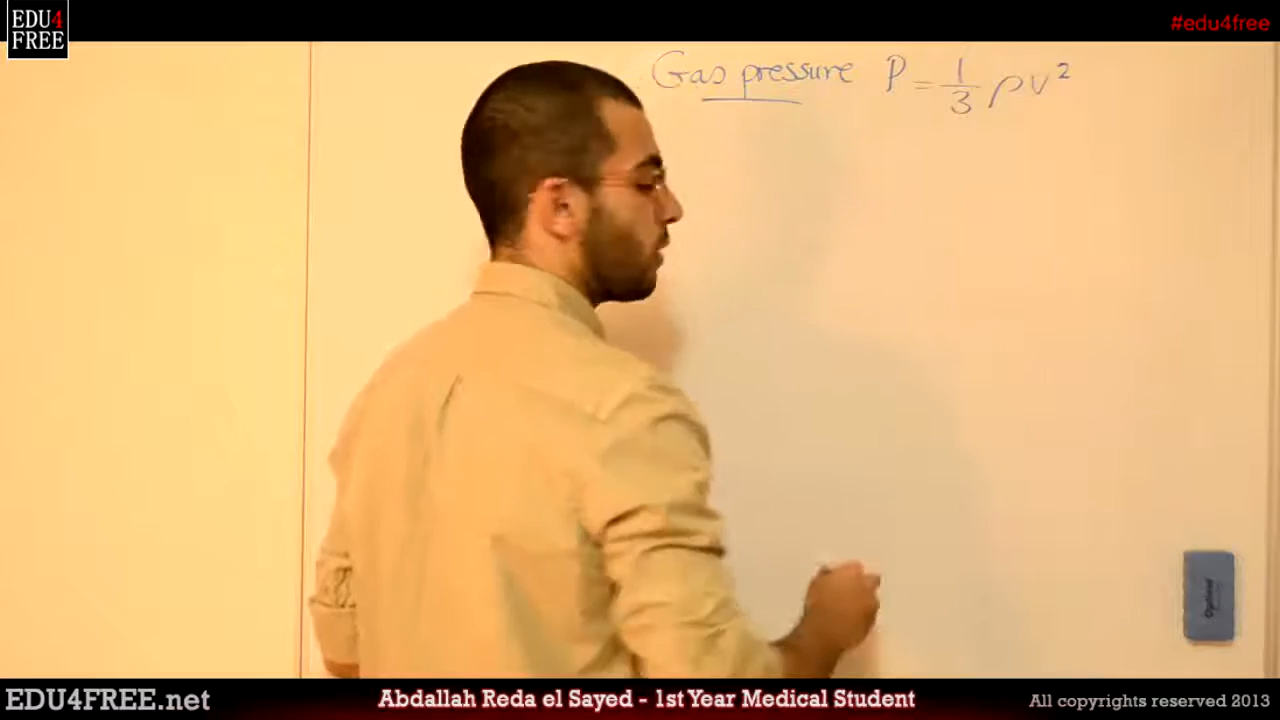 EDU4
FREE
#edu4free
Gas pressure P = 1/3 ρv²
EDU4FREE.net
Abdallah Reda el Sayed - 1st Year Medical Student
All copyrights reserved 2013